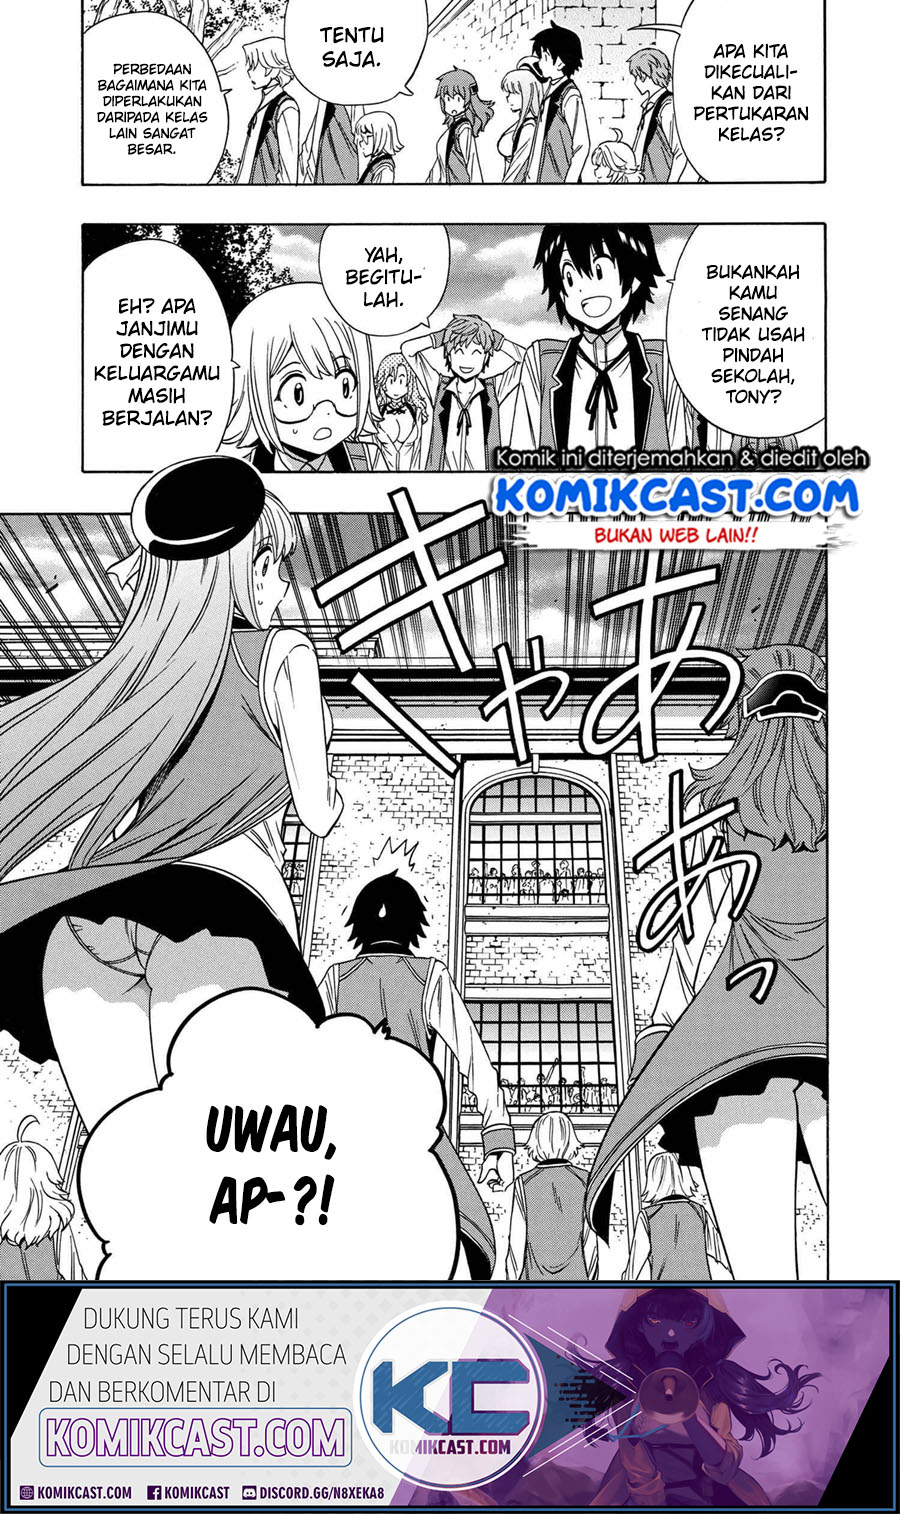 APA KITA
DIKECUALI-
KAN DARI
PERTUKARAN
KELAS?
TENTU
SAJA.
PERBEDAAN
BAGAIMANA KITA
DIPERLAKUKAN
DARIPADA KELAS
LAIN SANGAT
BESAR.
BUKANKAH
KAMU
SENANG
TIDAK USAH
PINDAH
SEKOLAH,
TONY?
YAH,
BEGITU-
LAH.
EH? APA
JANJIMU
DENGAN
KELUARGAMU
MASIH
BERJALAN?
Komik ini diterjemahkan & diedit oleh
KOMIKCAST.COM
BUKAN WEB LAIN!!
きゃ
ああ
UWAU,
AP-?!
DUKUNG TERUS KAMI
DENGAN SELALU MEMBACA
DAN BERKOMENTAR DI
KOMIKCAST.COM
KC
KOMIKCAST.COM
KOMIKCAST.COM KOMIKCAST DISCORD.GG/N8XEKA8